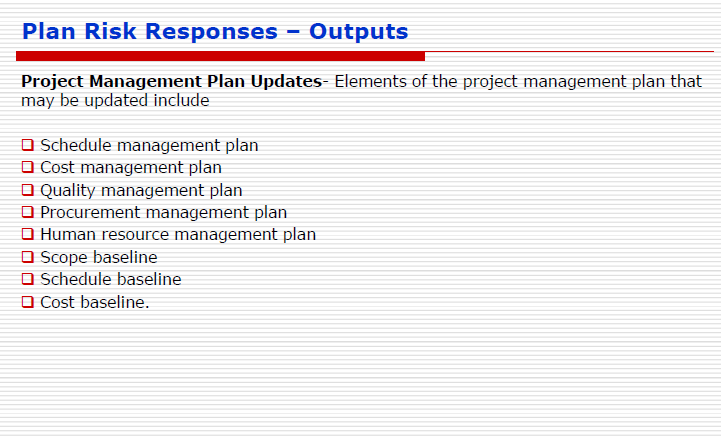 Plan Risk Responses – Outputs
Project Management Plan Updates- Elements of the project management plan that
may be updated include
Schedule management plan
Cost management plan
Quality management plan
Procurement management plan
Human resource management plan
Scope baseline
Schedule baseline
Cost baseline.